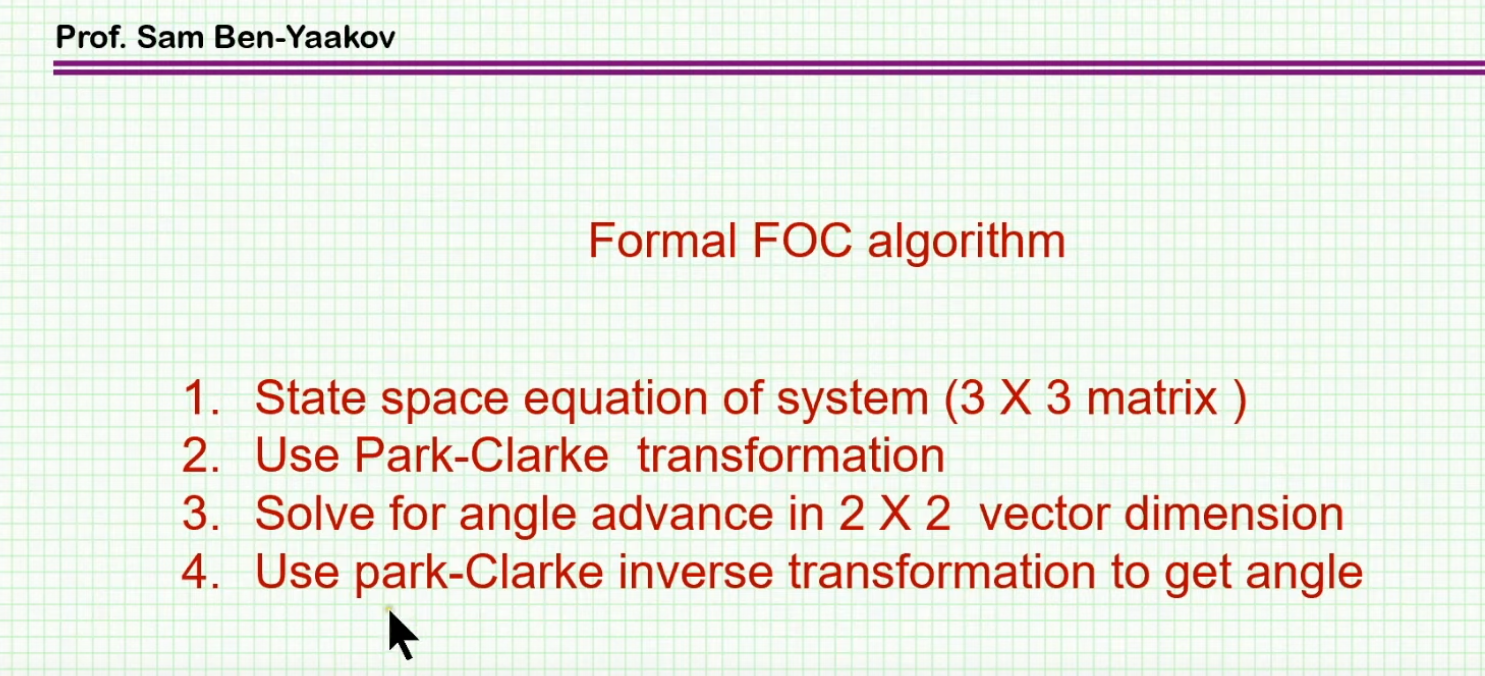 Prof. Sam Ben-Yaakov
Formal FOC algorithm
1. State space equation of system (3 X 3 matrix )
2. Use Park-Clarke transformation
3. Solve for angle advance in 2 X 2 vector dimension
4. Use park-Clarke inverse transformation to get angle